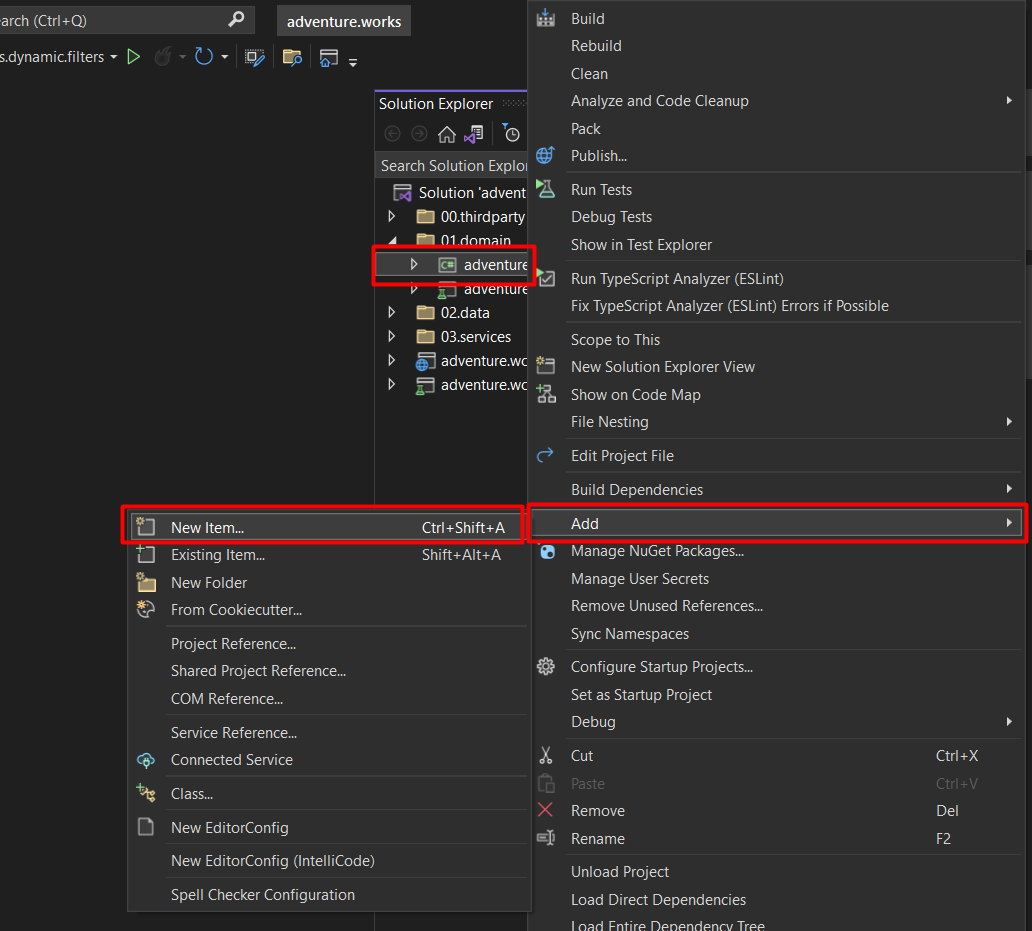 earch (Ctrl+Q)
adventure.works
s.dynamic.filters
Solution Explorer
Search Solution Explo
Solution 'advent
00.thirdparty
01.domain
adventure
adventure
02.data
03.services
adventure.wo
adventure.wo
Build
Rebuild
Clean
Analyze and Code Cleanup
Pack
Publish...
Run Tests
Debug Tests
Show in Test Explorer
Run TypeScript Analyzer (ESLint)
Fix TypeScript Analyzer (ESLint) Errors if Possible
Scope to This
New Solution Explorer View
Show on Code Map
File Nesting
Edit Project File
Build Dependencies
Add
Manage NuGet Packages...
Manage User Secrets
Remove Unused References...
Sync Namespaces
Configure Startup Projects...
Set as Startup Project
Debug
Cut Ctrl+X
Paste Ctrl+V
Remove Del
Rename F2
Unload Project
Load Direct Dependencies
Load Entire Dependency Tree
New Item... Ctrl+Shift+A
Existing Item... Shift+Alt+A
New Folder
From Cookiecutter...
Project Reference...
Shared Project Reference...
COM Reference...
Service Reference...
Connected Service
Class...
New EditorConfig
New EditorConfig (IntelliCode)
Spell Checker Configuration